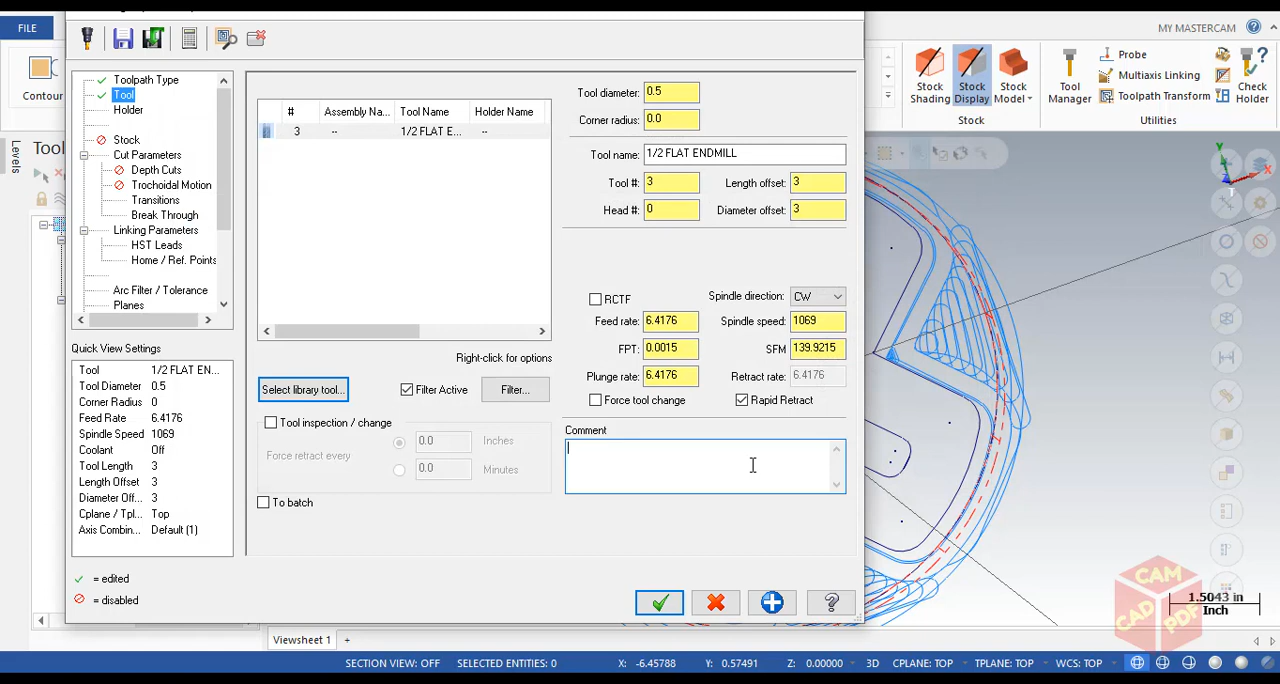 FILE
MY MASTERCAM
Contour
Toolpath Type
Tool
Holder
Stock
Cut Parameters
Depth Cuts
Trochoidal Motion
Transitions
Break Through
Linking Parameters
HST Leads
Home / Ref. Points
Arc Filter / Tolerance
Planes
Quick View Settings
Tool 1/2 FLAT EN...
Tool Diameter 0.5
Corner Radius 0
Feed Rate 6.4176
Spindle Speed 1069
Coolant Off
Tool Length 3
Length Offset 3
Diameter Off... 3
Cplane / Tpl... Top
Axis Combin... Default (1)
= edited
= disabled
# Assembly Na... Tool Name Holder Name
3 -- 1/2 FLAT E... --
Right-click for options
Select library tool... Filter Active Filter...
Tool inspection / change
Force retract every 0.0 Inches
0.0 Minutes
To batch
Tool diameter: 0.5
Corner radius: 0.0
Tool name: 1/2 FLAT ENDMILL
Tool #: 3 Length offset: 3
Head #: 0 Diameter offset: 3
RCTF Spindle direction: CW
Feed rate: 6.4176 Spindle speed: 1069
FPT: 0.0015 SFM 139.9215
Plunge rate: 6.4176 Retract rate: 6.4176
Force tool change Rapid Retract
Comment
Stock Shading
Stock Display
Stock Model
Stock
Tool Manager
Probe
Multiaxis Linking
Toolpath Transform
Check Holder
Utilities
Tool
Levels
Y
X
T
CAM
CAD
PDF
1.5043 in
Inch
Viewsheet 1 +
SECTION VIEW: OFF SELECTED ENTITIES: 0 X: -6.45788 Y: 0.57491 Z: 0.00000 3D CPLANE: TOP TPLANE: TOP WCS: TOP